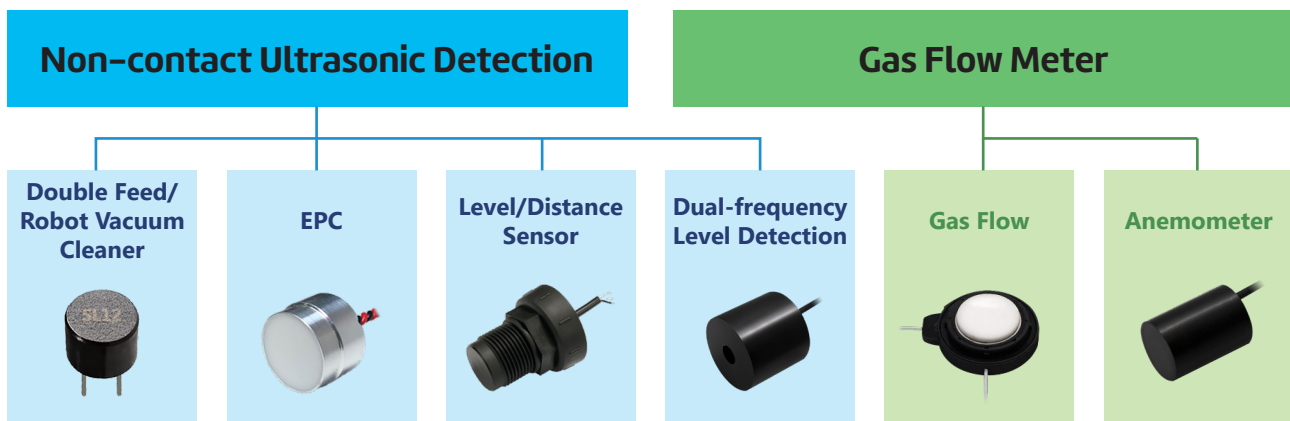 Non-contact Ultrasonic Detection
Gas Flow Meter
Double Feed/
Robot Vacuum
Cleaner
EPC
Level/Distance
Sensor
Dual-frequency
Level Detection
Gas Flow
Anemometer
SL12